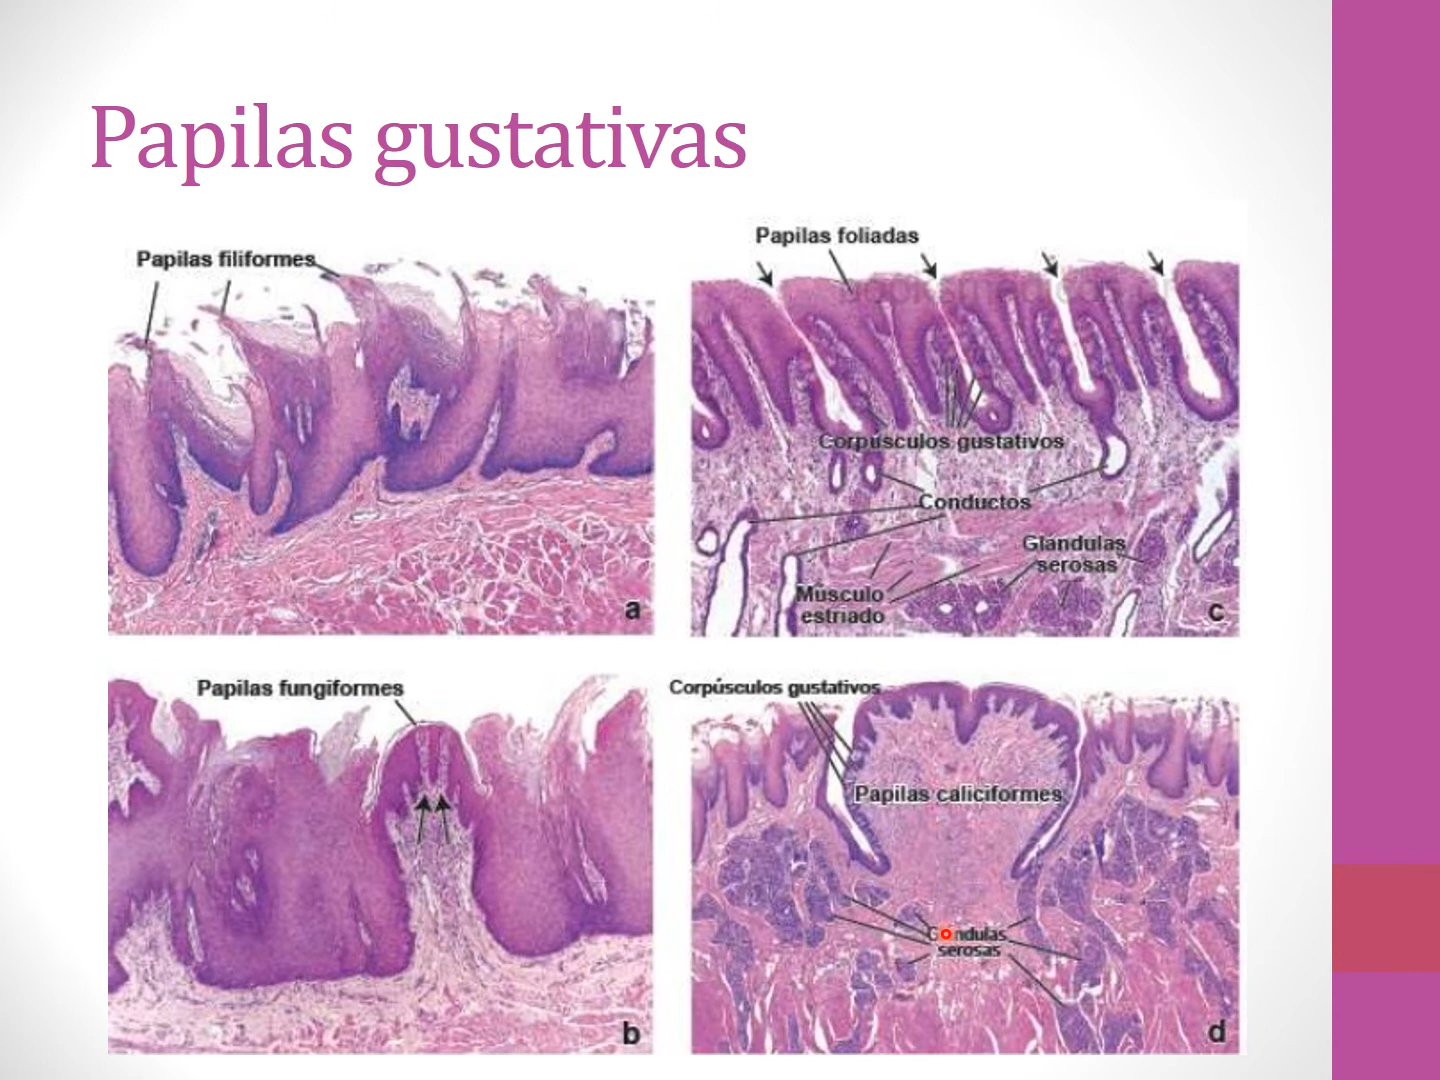 Papilas gustativas
Papilas filiformes
a
Papilas foliadas
Corpúsculos gustativos
Conductos
Glandulas
serosas
Músculo
estriado
c
Papilas fungiformes
b
Corpúsculos gustativos
Papilas caliciformes
serosas
d